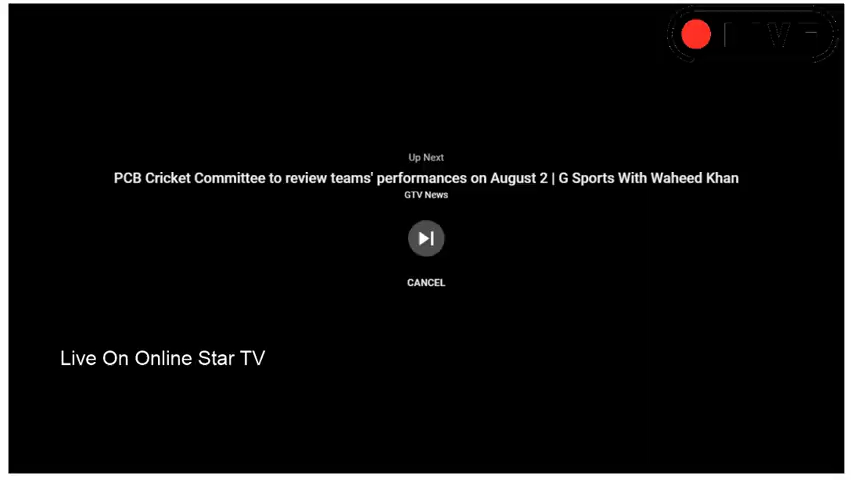 LIVE
Up Next
PCB Cricket Committee to review teams' performances on August 2 | G Sports With Waheed Khan
GTV News
CANCEL
Live On Online Star TV